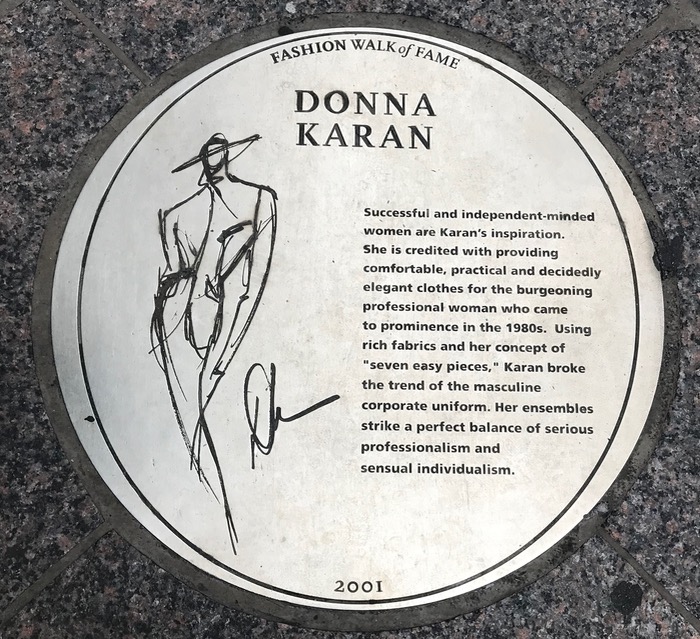 FASHION WALK of FAME
DONNA
KARAN
Successful and independent-minded
women are Karan's inspiration.
She is credited with providing
comfortable, practical and decidedly
elegant clothes for the burgeoning
professional woman who came
to prominence in the 1980s.  Using
rich fabrics and her concept of
"seven easy pieces," Karan broke
the trend of the masculine
corporate uniform. Her ensembles
strike a perfect balance of serious
professionalism and
sensual individualism.
2001